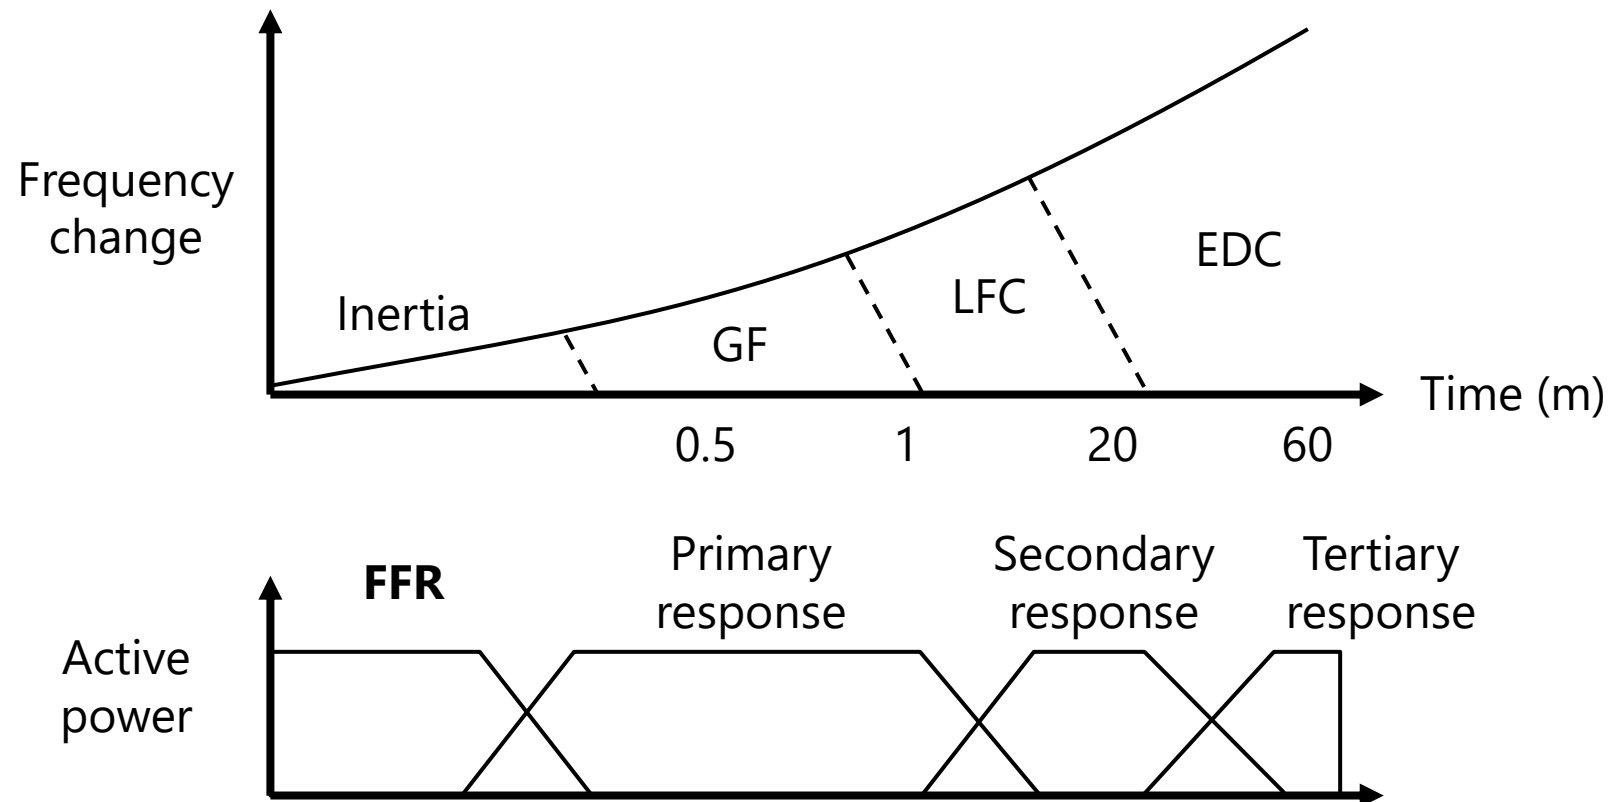 Frequency
change
Inertia
GF
LFC
EDC
Time (m)
0.5
1
20
60
FFR
Primary
response
Secondary
response
Tertiary
response
Active
power